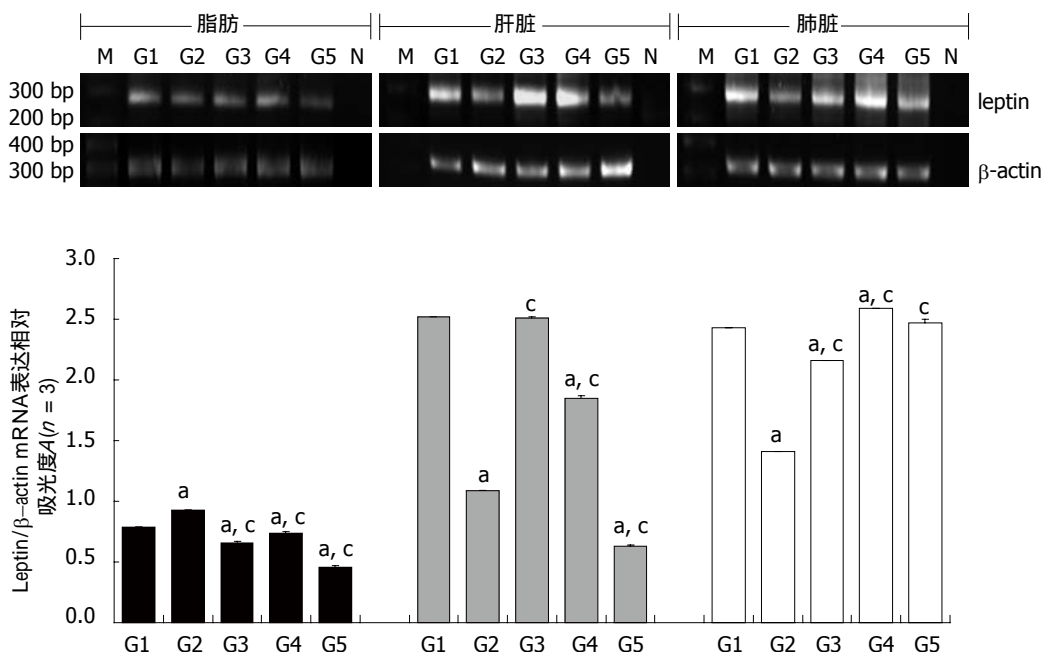 脂肪 肝脏 肺脏
M G1 G2 G3 G4 G5 N M G1 G2 G3 G4 G5 N M G1 G2 G3 G4 G5 N
300 bp
200 bp
leptin
400 bp
300 bp
β-actin
Leptin/β-actin mRNA表达相对
吸光度A(n = 3)
3.0
2.5
2.0
1.5
1.0
0.5
0.0
a
a, c
a, c
a, c
a
c
a, c
a, c
a
a, c
a, c
c
G1 G2 G3 G4 G5 G1 G2 G3 G4 G5 G1 G2 G3 G4 G5